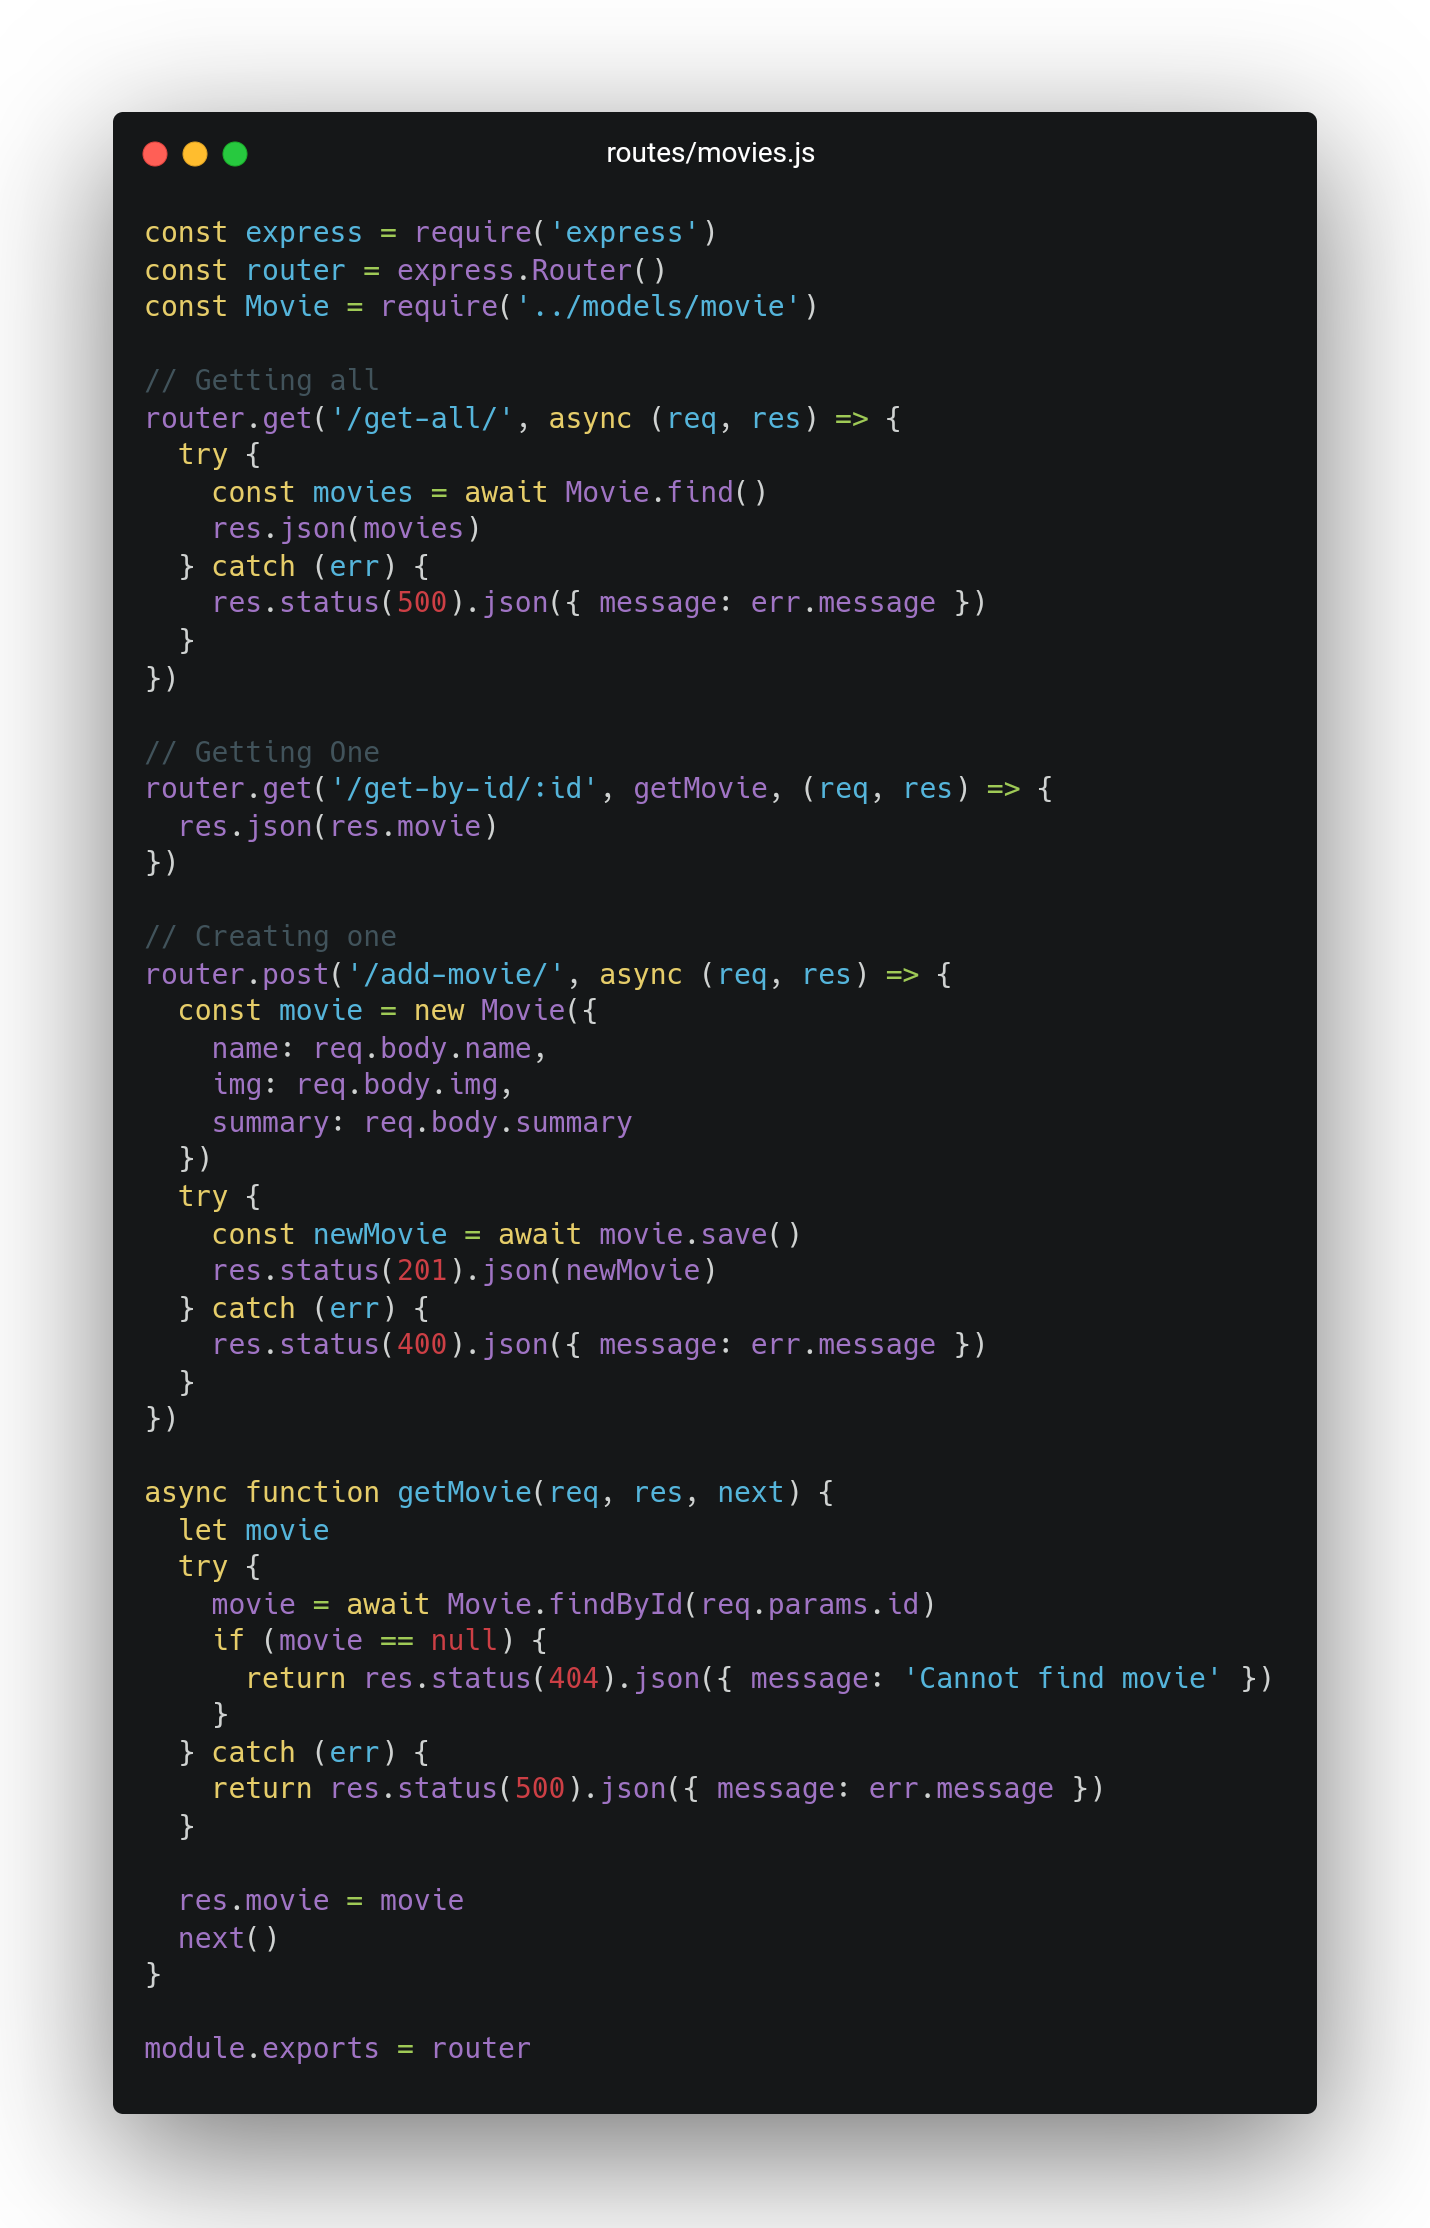 routes/movies.js
const express = require('express')
const router = express.Router()
const Movie = require('../models/movie')
// Getting all
router.get('/get-all/', async (req, res) => {
  try {
    const movies = await Movie.find()
    res.json(movies)
  } catch (err) {
    res.status(500).json({ message: err.message })
  }
})
// Getting One
router.get('/get-by-id/:id', getMovie, (req, res) => {
  res.json(res.movie)
})
// Creating one
router.post('/add-movie/', async (req, res) => {
  const movie = new Movie({
    name: req.body.name,
    img: req.body.img,
    summary: req.body.summary
  })
  try {
    const newMovie = await movie.save()
    res.status(201).json(newMovie)
  } catch (err) {
    res.status(400).json({ message: err.message })
  }
})
async function getMovie(req, res, next) {
  let movie
  try {
    movie = await Movie.findById(req.params.id)
    if (movie == null) {
      return res.status(404).json({ message: 'Cannot find movie' })
    }
  } catch (err) {
    return res.status(500).json({ message: err.message })
  }
  res.movie = movie
  next()
}
module.exports = router